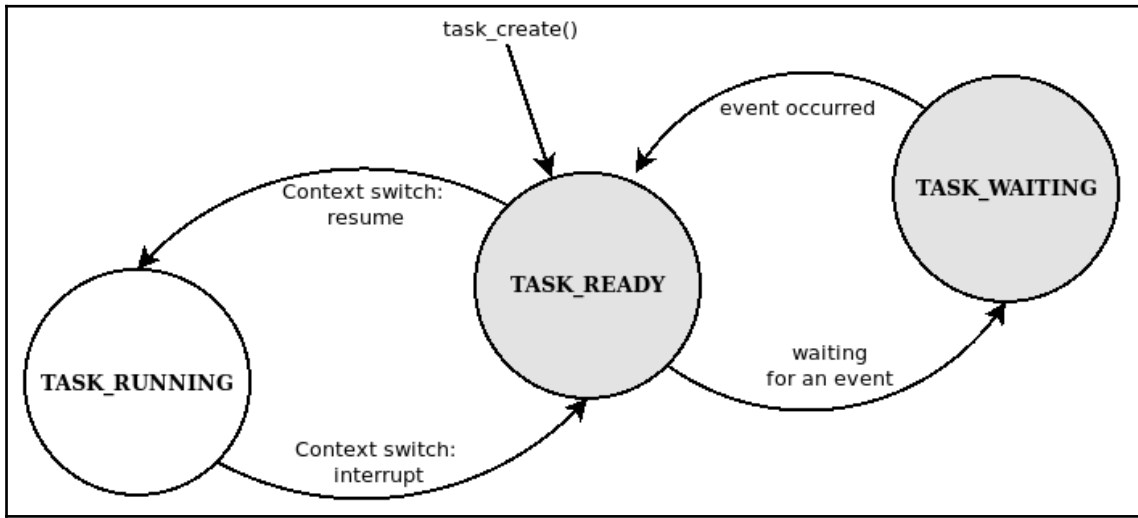 task_create()
event occurred
TASK_WAITING
Context switch:
resume
TASK_READY
waiting
for an event
TASK_RUNNING
Context switch:
interrupt